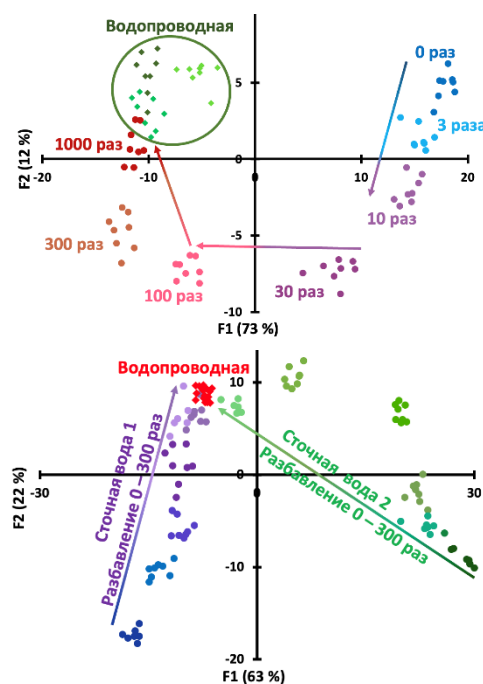 Водопроводная
0 раз
5
3 раза
1000 раз
F2 (12 %)
0
-20
-10
0
10
20
10 раз
300 раз
-5
100 раз
30 раз
-10
F1 (73 %)
Водопроводная
10
Сточная вода 1
Разбавление 0 – 300 раз
Сточная вода 2
Разбавление 0 – 300 раз
F2 (22 %)
0
-30
0
30
-10
-20
F1 (63 %)